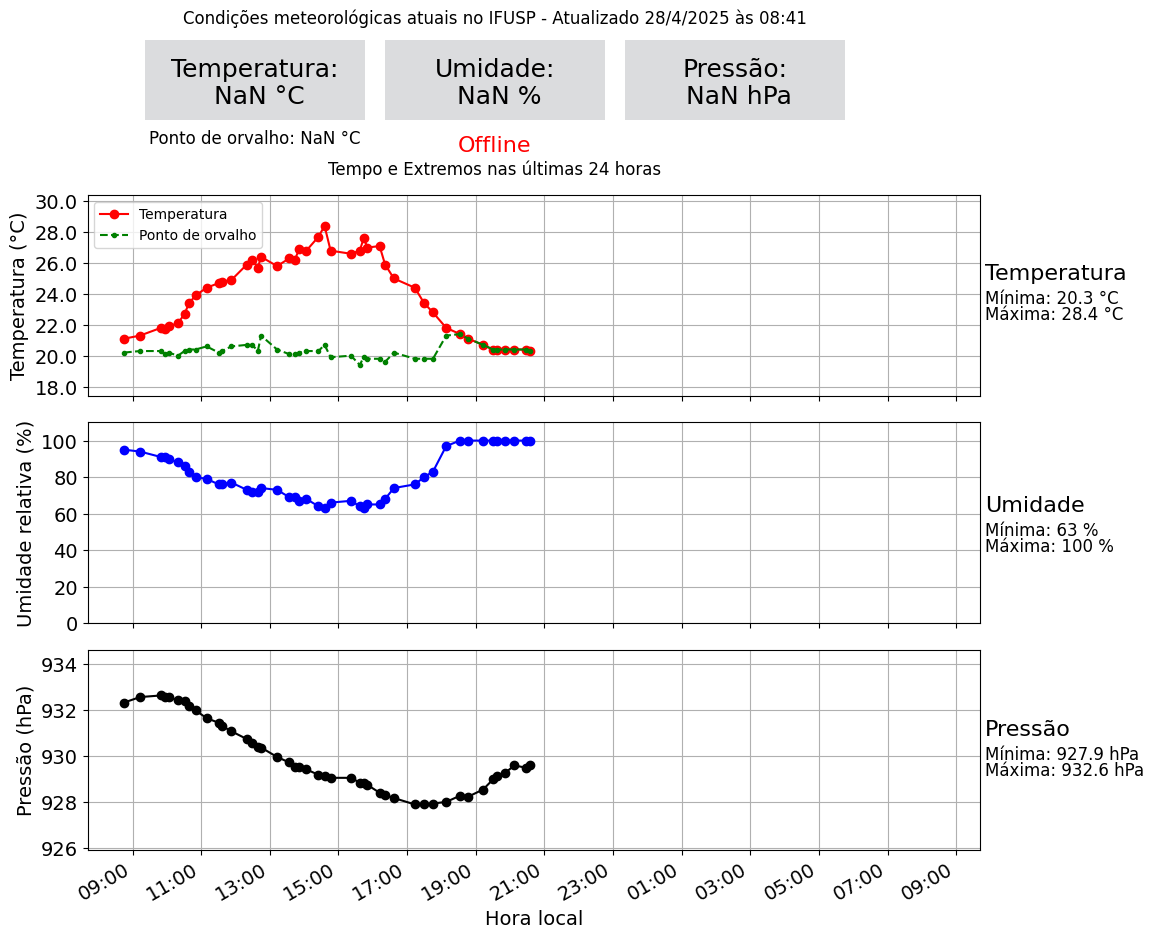 Condições meteorológicas atuais no IFUSP - Atualizado 28/4/2025 às 08:41
Temperatura:
NaN °C
Umidade:
NaN %
Pressão:
NaN hPa
Ponto de orvalho: NaN °C
Offline
Tempo e Extremos nas últimas 24 horas
Temperatura (°C)
30.0
28.0
26.0
24.0
22.0
20.0
18.0
Temperatura
Ponto de orvalho
Temperatura
Mínima: 20.3 °C
Máxima: 28.4 °C
Umidade relativa (%)
100
80
60
40
20
0
Umidade
Mínima: 63 %
Máxima: 100 %
Pressão (hPa)
934
932
930
928
926
Pressão
Mínima: 927.9 hPa
Máxima: 932.6 hPa
09:00 11:00 13:00 15:00 17:00 19:00 21:00 23:00 01:00 03:00 05:00 07:00 09:00
Hora local